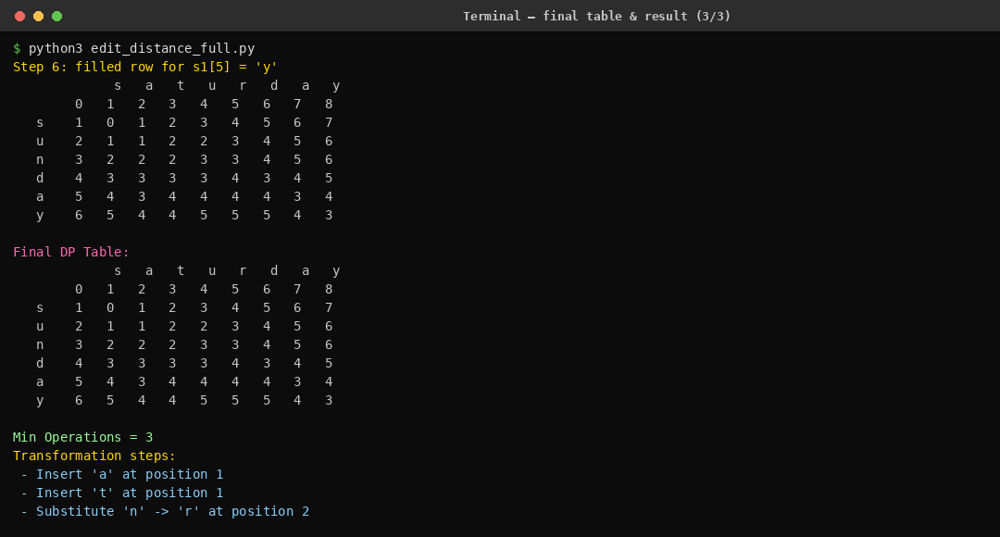 Terminal — final table & result (3/3)
$ python3 edit_distance_full.py
Step 6: filled row for s1[5] = 'y'
             s   a   t   u   r   d   a   y
        0   1   2   3   4   5   6   7   8
   s    1   0   1   2   3   4   5   6   7
   u    2   1   1   2   2   3   4   5   6
   n    3   2   2   2   3   3   4   5   6
   d    4   3   3   3   3   4   3   4   5
   a    5   4   3   4   4   4   4   3   4
   y    6   5   4   4   5   5   5   4   3
Final DP Table:
             s   a   t   u   r   d   a   y
        0   1   2   3   4   5   6   7   8
   s    1   0   1   2   3   4   5   6   7
   u    2   1   1   2   2   3   4   5   6
   n    3   2   2   2   3   3   4   5   6
   d    4   3   3   3   3   4   3   4   5
   a    5   4   3   4   4   4   4   3   4
   y    6   5   4   4   5   5   5   4   3
Min Operations = 3
Transformation steps:
 - Insert 'a' at position 1
 - Insert 't' at position 1
 - Substitute 'n' -> 'r' at position 2